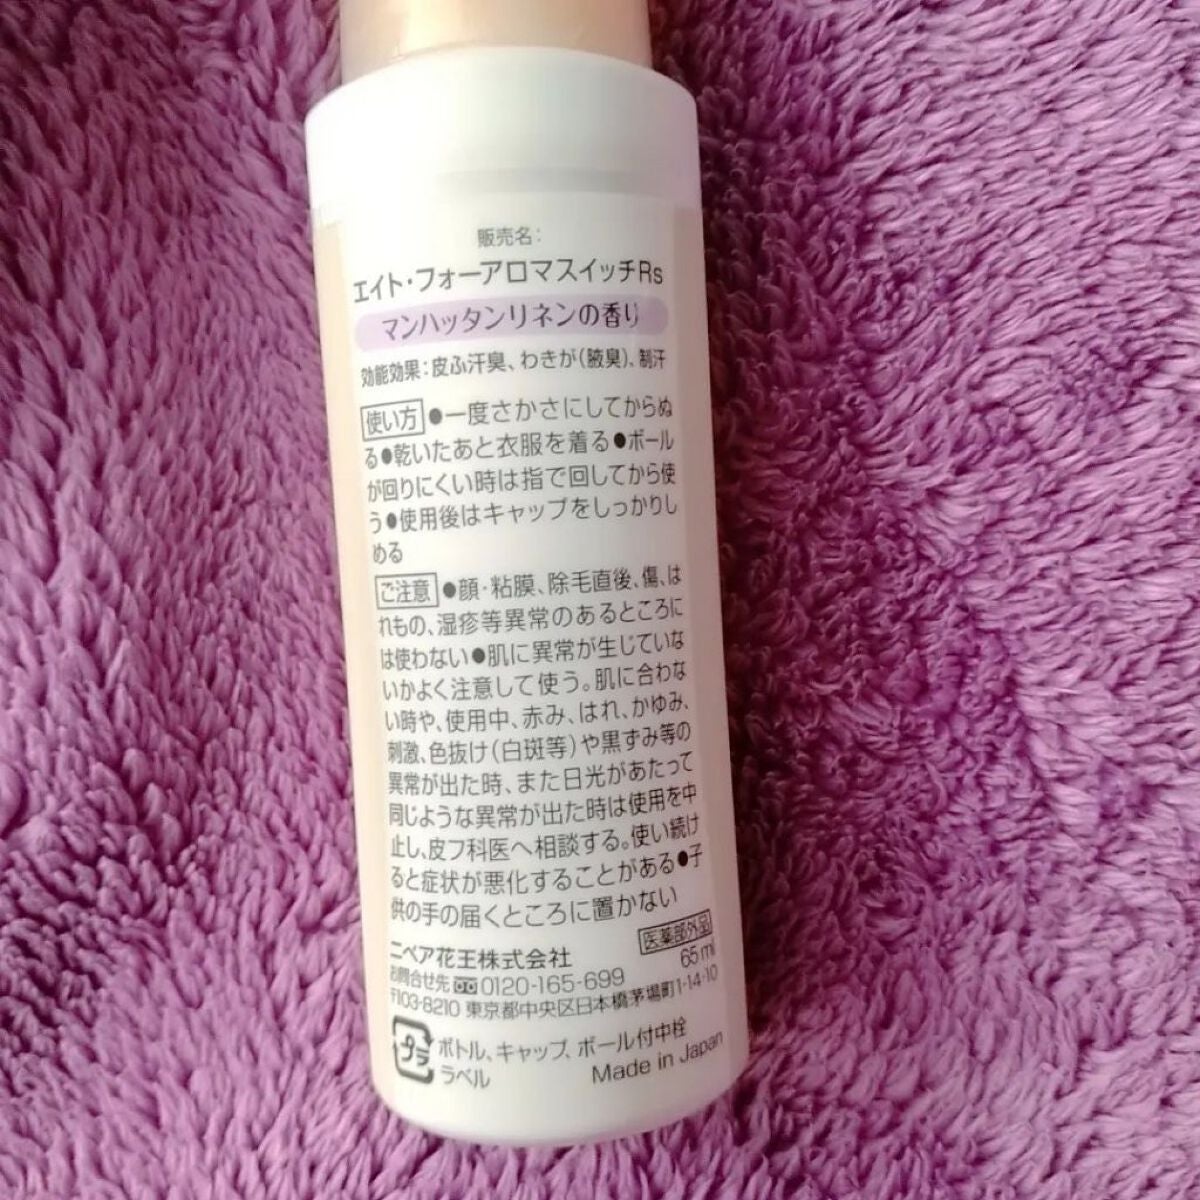 販売名:
エイト・フォーアロマスイッチRs
マンハッタンリネンの香り
効能効果:皮ふ汗臭、わきが(腋臭)、制汗
使い方 ●一度さかさにしてからぬ
る●乾いたあと衣服を着る●ボール
が回りにくい時は指で回してから使
う●使用後はキャップをしっかりし
める
ご注意 ●顔・粘膜、除毛直後、傷、は
れもの、湿疹等異常のあるところに
は使わない●肌に異常が生じていな
いかよく注意して使う。肌に合わな
い時や、使用中、赤み、はれ、かゆみ、
刺激、色抜け(白斑等)や黒ずみ等の
異常が出た時、また日光があたって
同じような異常が出た時は使用を中
止し、皮フ科医へ相談する。使い続け
ると症状が悪化することがある●子
供の手の届くところに置かない
医薬部外品
ニベア花王株式会社 65ml
お問合せ先 0120-165-699
〒103-8210 東京都中央区日本橋茅場町1-14-10
プラ ボトル、キャップ、ボール付中栓
ラベル Made in Japan